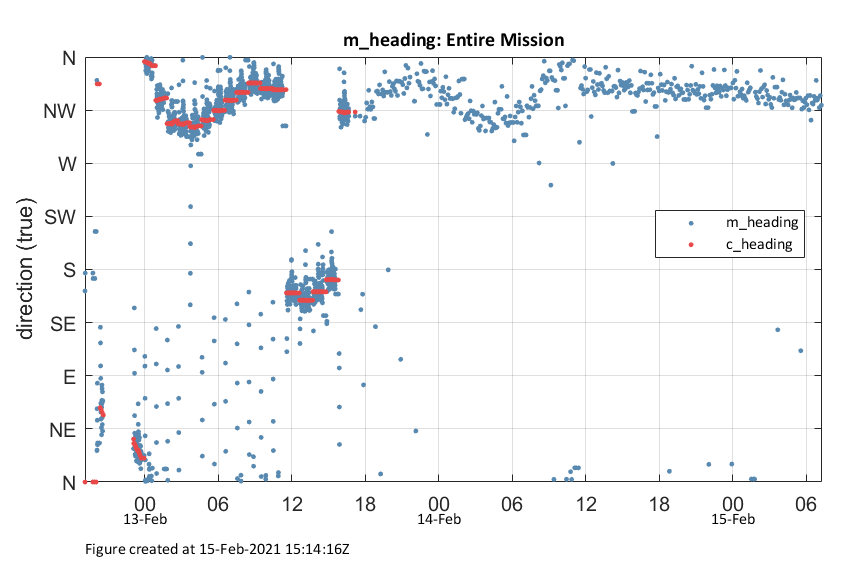 m_heading: Entire Mission
N
NW
W
SW
S
SE
E
NE
N
direction (true)
m_heading
c_heading
00 06 12 18 00 06 12 18 00 06
13-Feb 14-Feb 15-Feb
Figure created at 15-Feb-2021 15:14:16Z